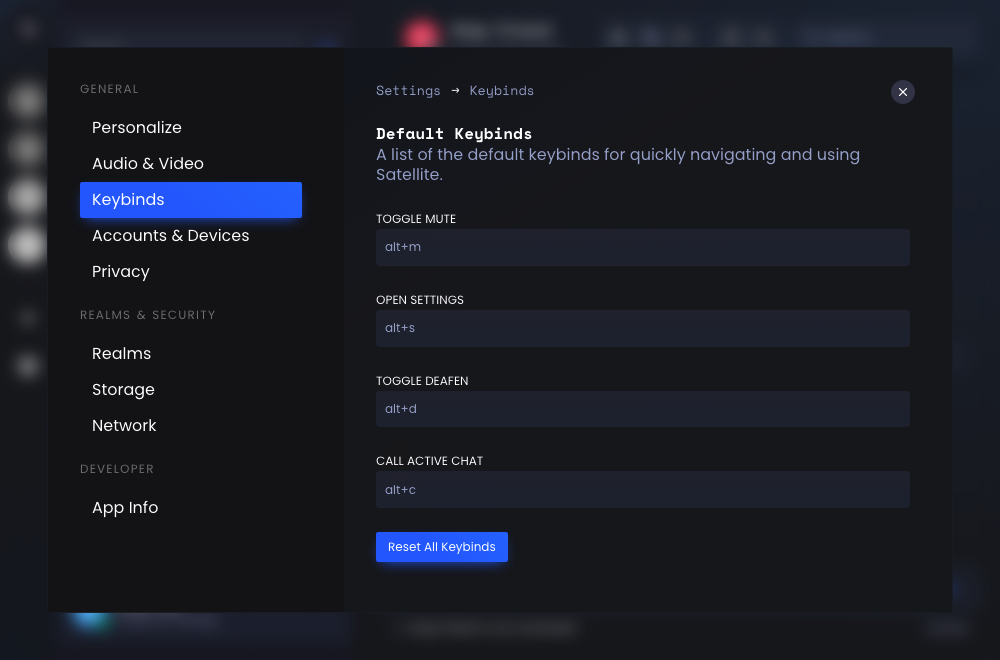 GENERAL
Personalize
Audio & Video
Keybinds
Accounts & Devices
Privacy
REALMS & SECURITY
Realms
Storage
Network
DEVELOPER
App Info
Settings → Keybinds
Default Keybinds
A list of the default keybinds for quickly navigating and using
Satellite.
TOGGLE MUTE
alt+m
OPEN SETTINGS
alt+s
TOGGLE DEAFEN
alt+d
CALL ACTIVE CHAT
alt+c
Reset All Keybinds